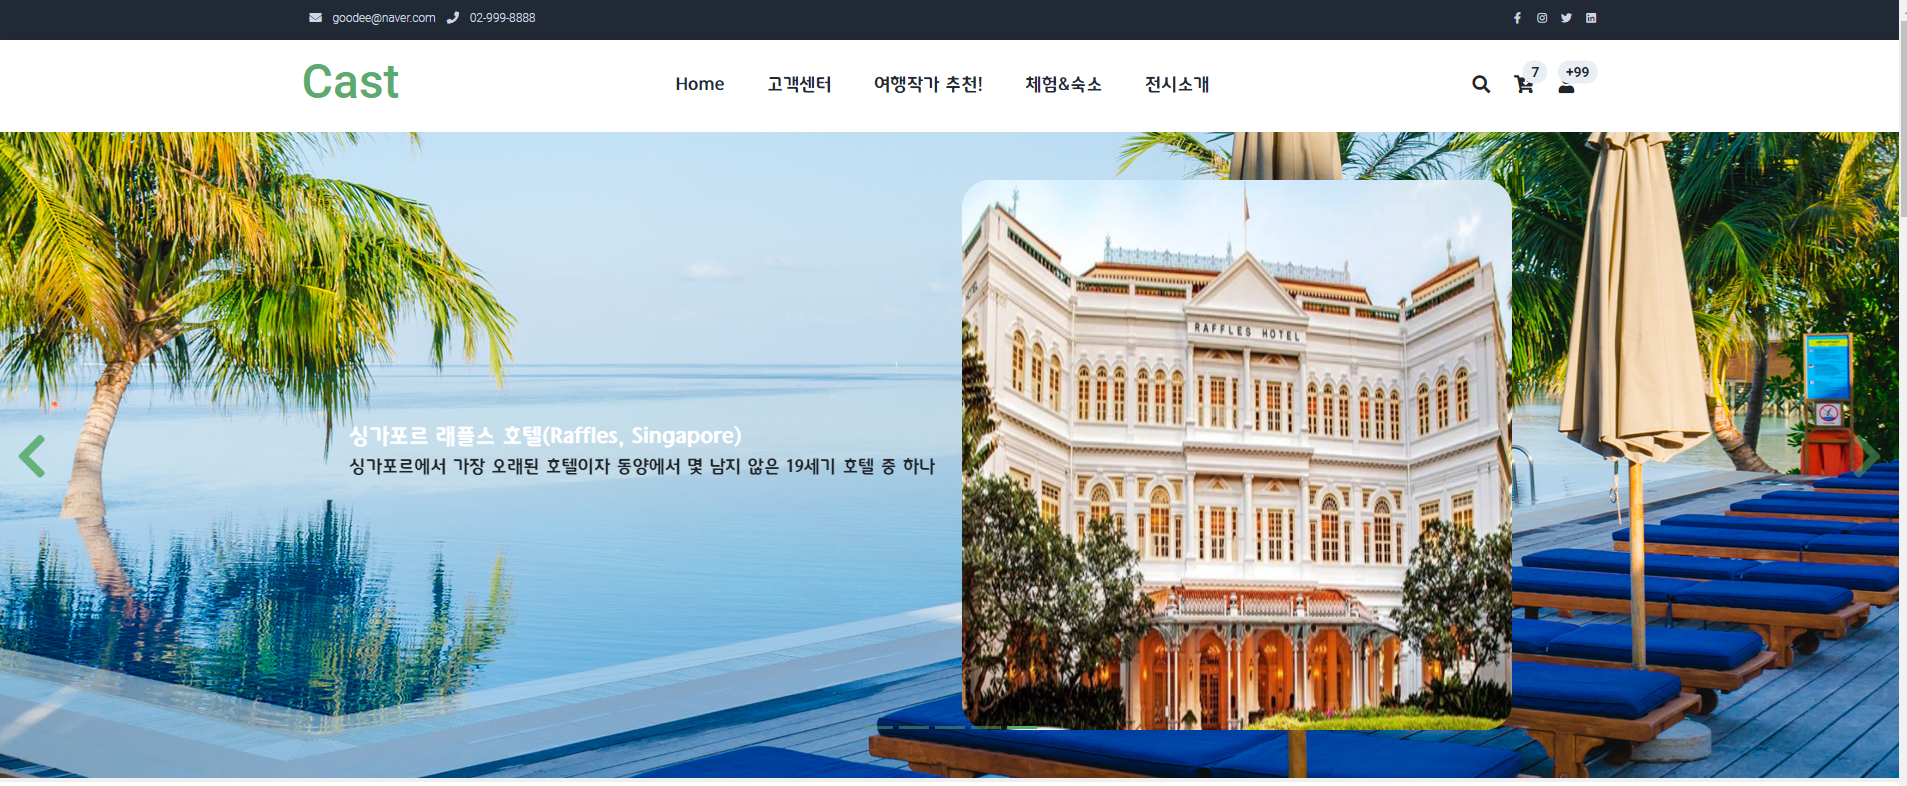 goodee@naver.com 02-999-8888
Cast
Home 고객센터 여행작가 추천! 체험&숙소 전시소개
7 +99
RAFFLES HOTEL
싱가포르 래플스 호텔(Raffles, Singapore)
싱가포르에서 가장 오래된 호텔이자 동양에서 몇 남지 않은 19세기 호텔 중 하나